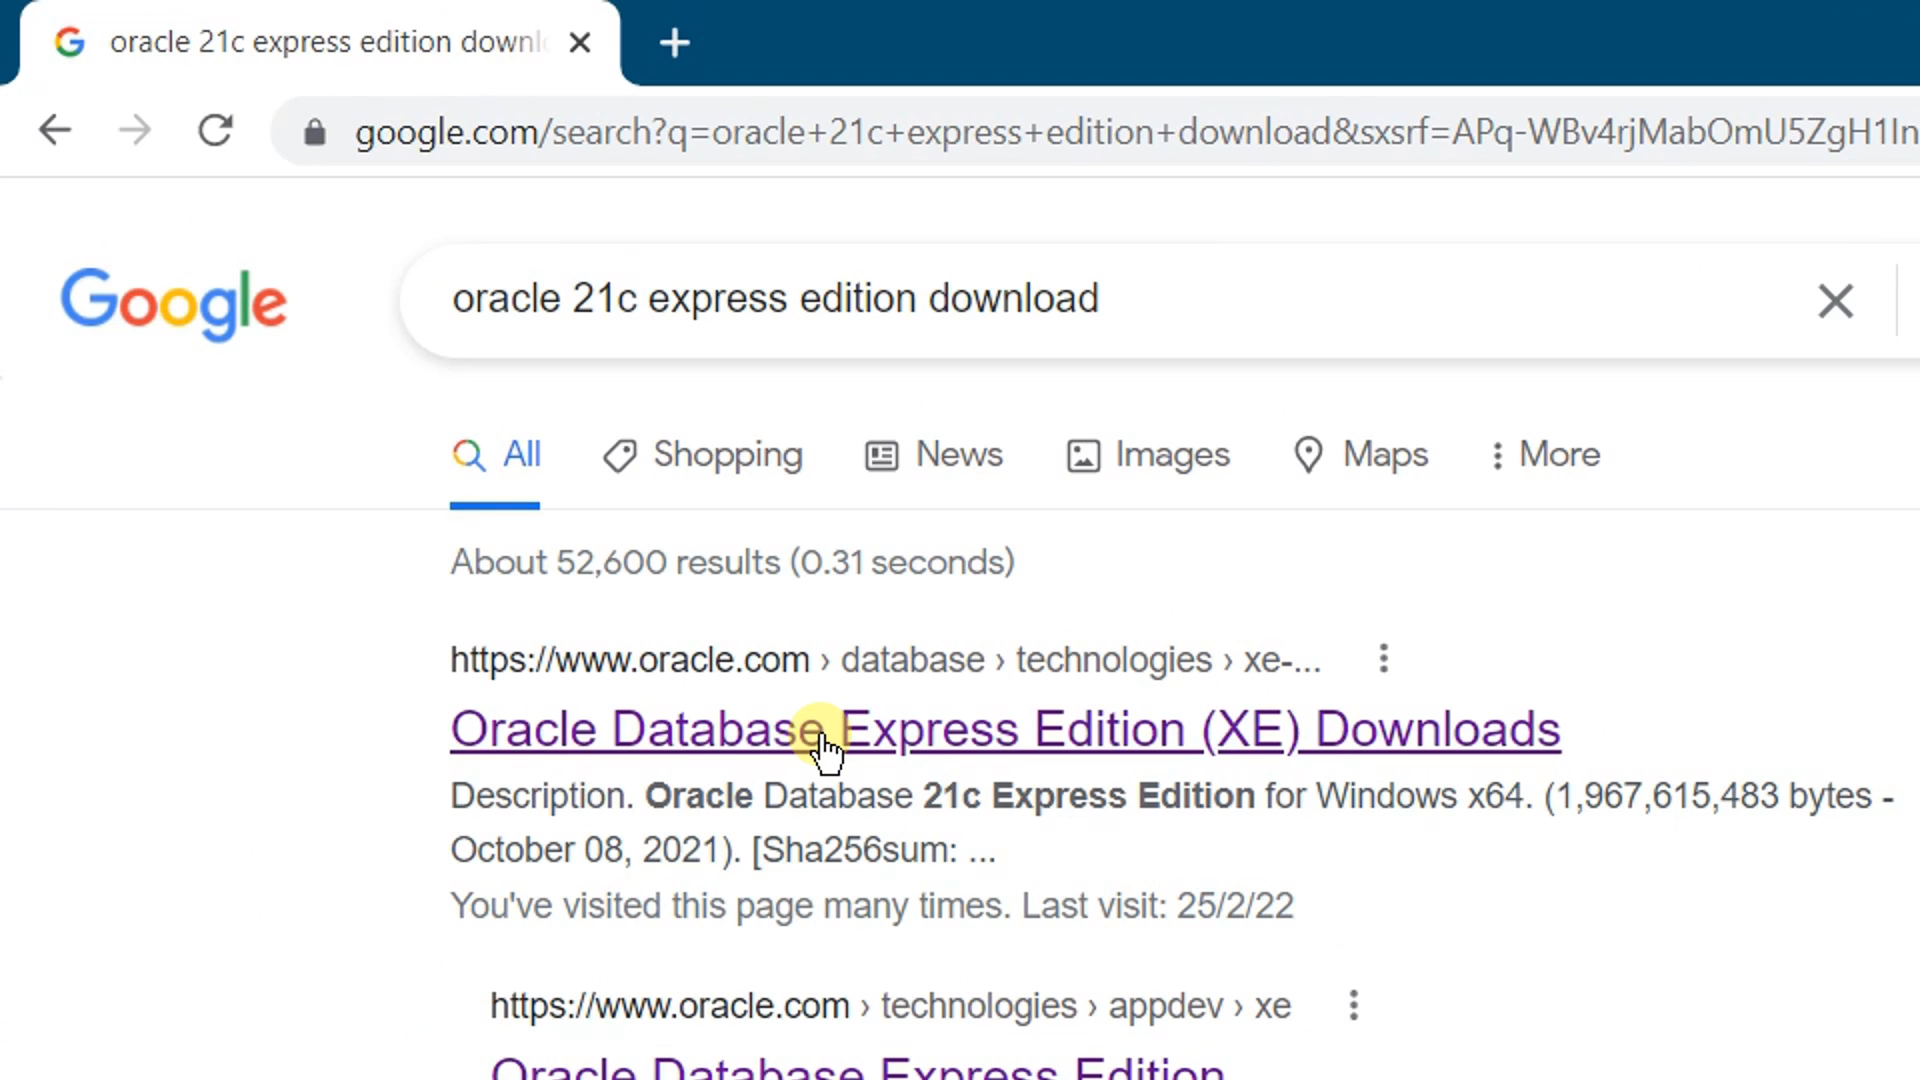 oracle 21c express edition downl
google.com/search?q=oracle+21c+express+edition+download&sxsrf=APq-WBv4rjMabOmU5ZgH1In
Google
oracle 21c express edition download
All Shopping News Images Maps More
About 52,600 results (0.31 seconds)
https://www.oracle.com › database › technologies › xe-...
Oracle Database Express Edition (XE) Downloads
Description. Oracle Database 21c Express Edition for Windows x64. (1,967,615,483 bytes -
October 08, 2021). [Sha256sum: ...
You've visited this page many times. Last visit: 25/2/22
https://www.oracle.com › technologies › appdev › xe
Oracle Database Express Edition